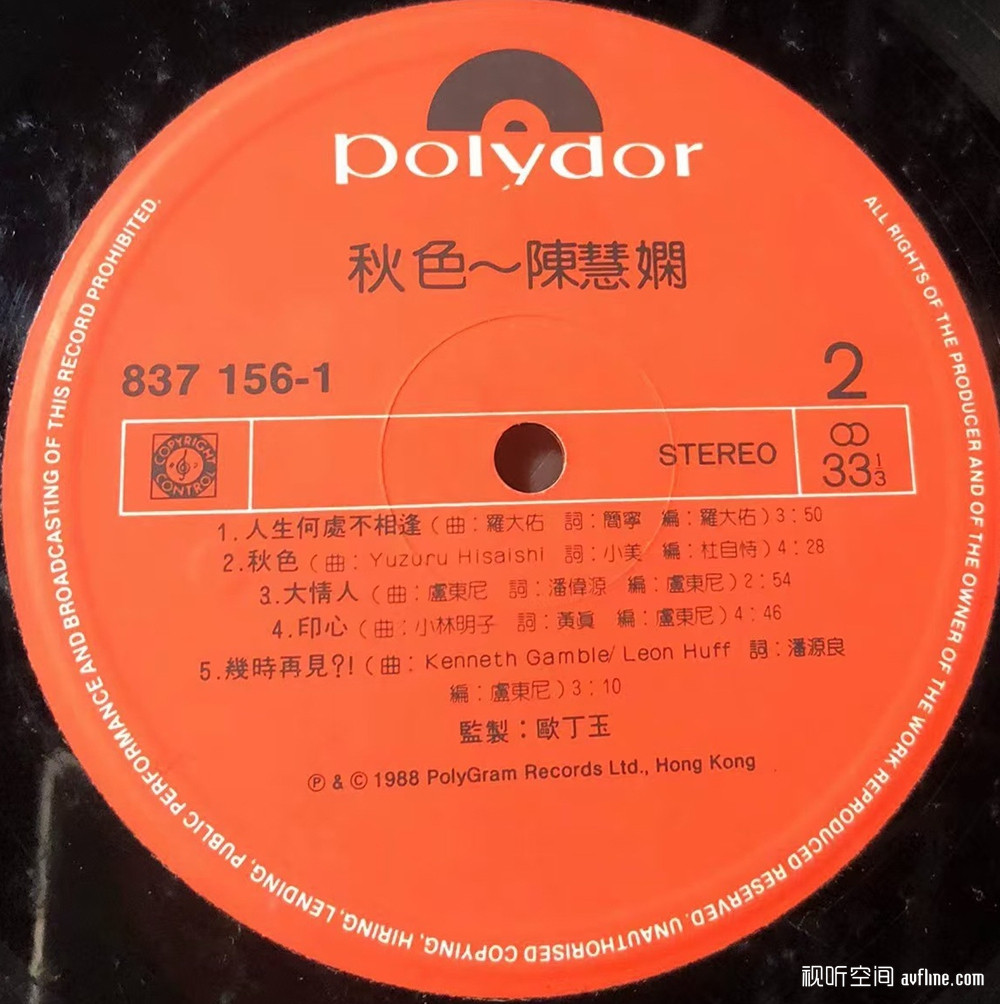 polydor
秋色～陳慧嫻
837 156-1
2
COPYRIGHT CONTROL
STEREO
33 1/3
1.人生何處不相逢(曲:羅大佑 詞:簡寧 編:羅大佑)3:50
2.秋色(曲:Yuzuru Hisaishi 詞:小美 編:杜自持)4:28
3.大情人(曲:盧東尼 詞:潘偉源 編:盧東尼)2:54
4.印心(曲:小林明子 詞:黃眞 編:盧東尼)4:46
5.幾時再見?!(曲:Kenneth Gamble/Leon Huff 詞:潘源良
編:盧東尼)3:10
監製:歐丁玉
℗ & © 1988 PolyGram Records Ltd., Hong Kong
ALL RIGHTS OF THE PRODUCER AND OF THE OWNER OF THE WORK REPRODUCED RESERVED. UNAUTHORISED COPYING, HIRING, LENDING, PUBLIC PERFORMANCE AND BROADCASTING OF THIS RECORD PROHIBITED.
视听空间 avfline.com